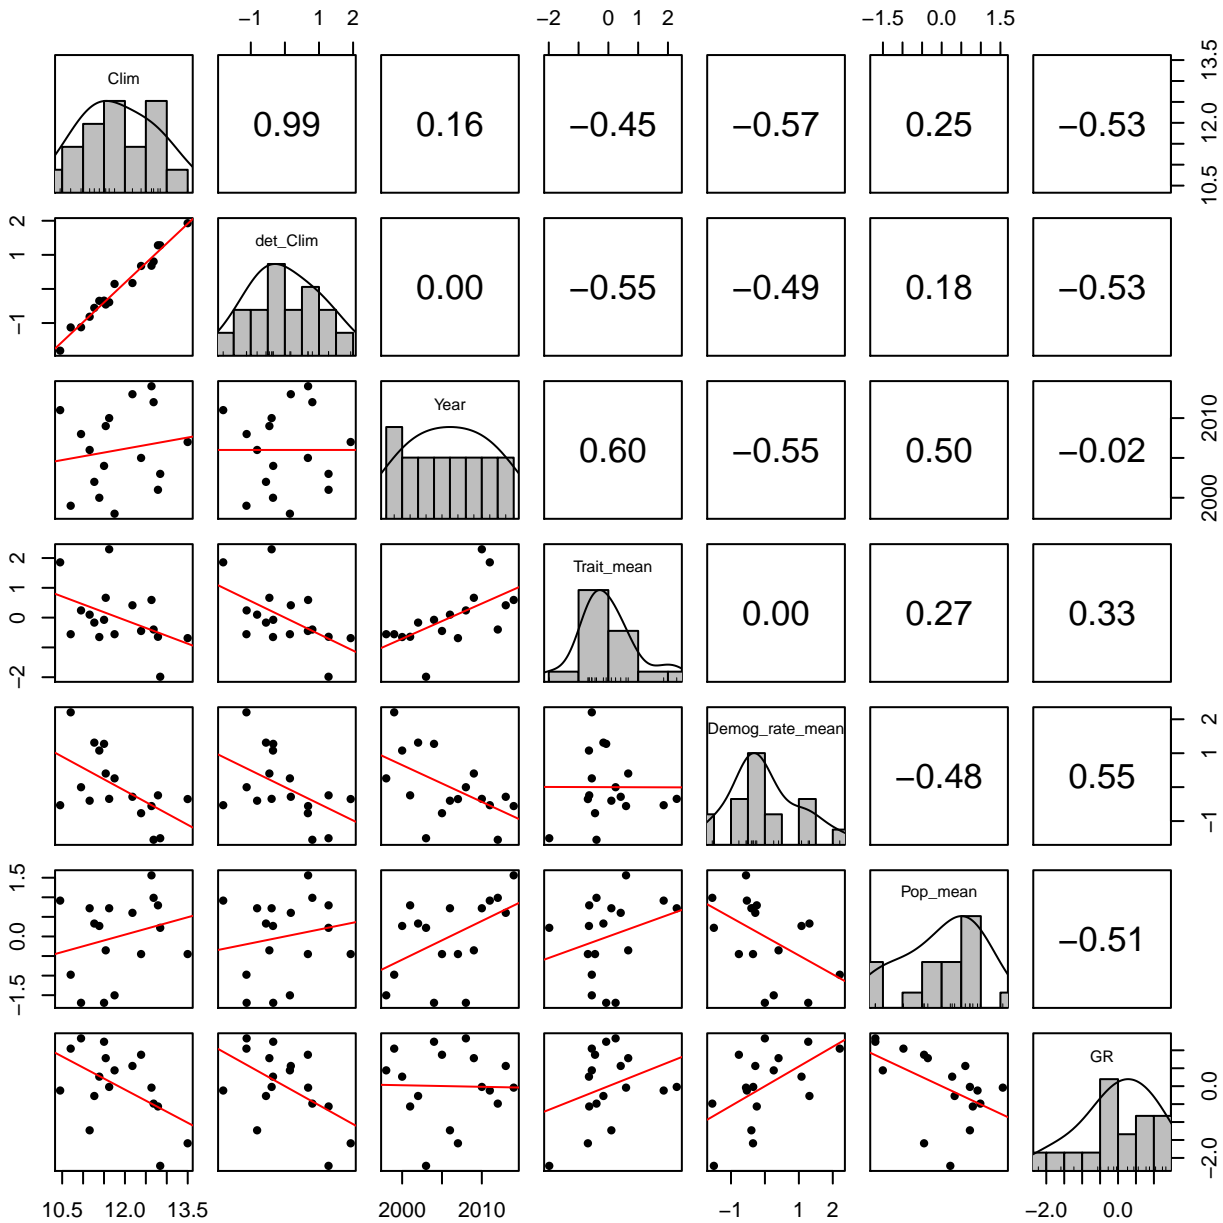 −1 1 2 −2 0 1 2 −1.5 0.0 1.5
Clim 0.99 0.16 −0.45 −0.57 0.25 −0.53 10.5 12.0 13.5
−1 1 2 det_Clim 0.00 −0.55 −0.49 0.18 −0.53
Year 0.60 −0.55 0.50 −0.02 2000 2010
−2 0 1 2 Trait_mean 0.00 0.27 0.33
Demog_rate_mean −0.48 0.55 −1 1 2
−1.5 0.0 1.5 Pop_mean −0.51
GR −2.0 0.0
10.5 12.0 13.5 2000 2010 −1 1 2 −2.0 0.0